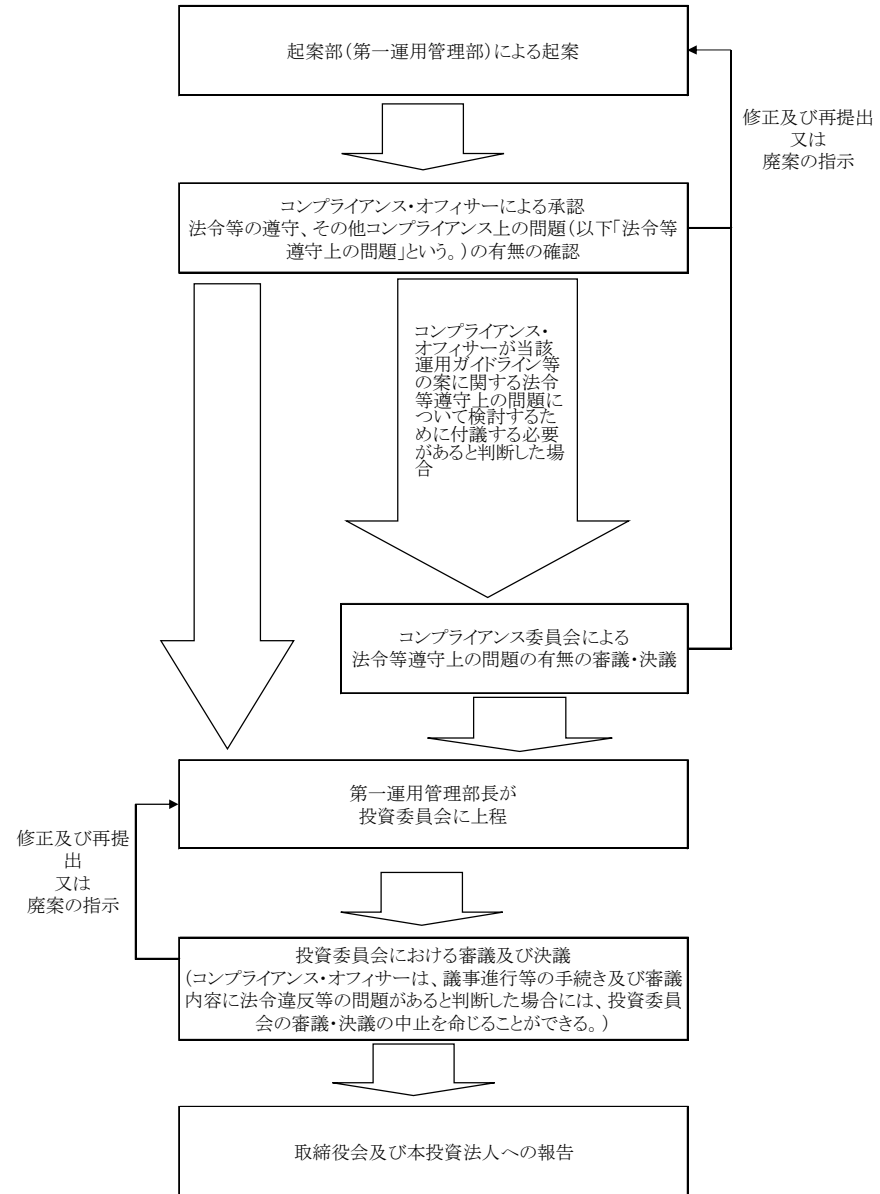 起案部(第一運用管理部)による起案
修正及び再提出
又は
廃案の指示
コンプライアンス・オフィサーによる承認
法令等の遵守、その他コンプライアンス上の問題(以下「法令等
遵守上の問題」という。)の有無の確認
コンプライアンス・
オフィサーが当該
運用ガイドライン等
の案に関する法令
等遵守上の問題に
ついて検討するた
めに付議する必要
があると判断した場
合
コンプライアンス委員会による
法令等遵守上の問題の有無の審議・決議
第一運用管理部長が
投資委員会に上程
修正及び再提
出
又は
廃案の指示
投資委員会における審議及び決議
(コンプライアンス・オフィサーは、議事進行等の手続き及び審議
内容に法令違反等の問題があると判断した場合には、投資委員
会の審議・決議の中止を命じることができる。)
取締役会及び本投資法人への報告